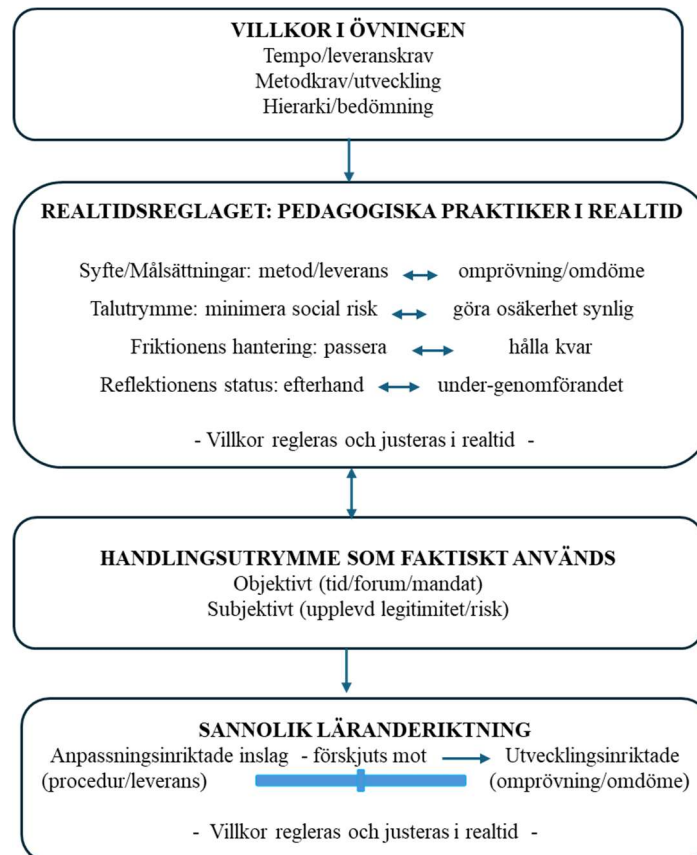 VILLKOR I ÖVNINGEN
Tempo/leveranskrav
Metodkrav/utveckling
Hierarki/bedömning
REALTIDSREGLAGET: PEDAGOGISKA PRAKTIKER I REALTID
Syfte/Målsättningar: metod/leverans omprövning/omdöme
Talutrymme: minimera social risk göra osäkerhet synlig
Friktionens hantering: passera hålla kvar
Reflektionens status: efterhand under-genomförandet
- Villkor regleras och justeras i realtid -
HANDLINGSUTRYMME SOM FAKTISKT ANVÄNDS
Objektivt (tid/forum/mandat)
Subjektivt (upplevd legitimitet/risk)
SANNOLIK LÄRANDERIKTNING
Anpassningsinriktade inslag - förskjuts mot Utvecklingsinriktade
(procedur/leverans) (omprövning/omdöme)
- Villkor regleras och justeras i realtid -